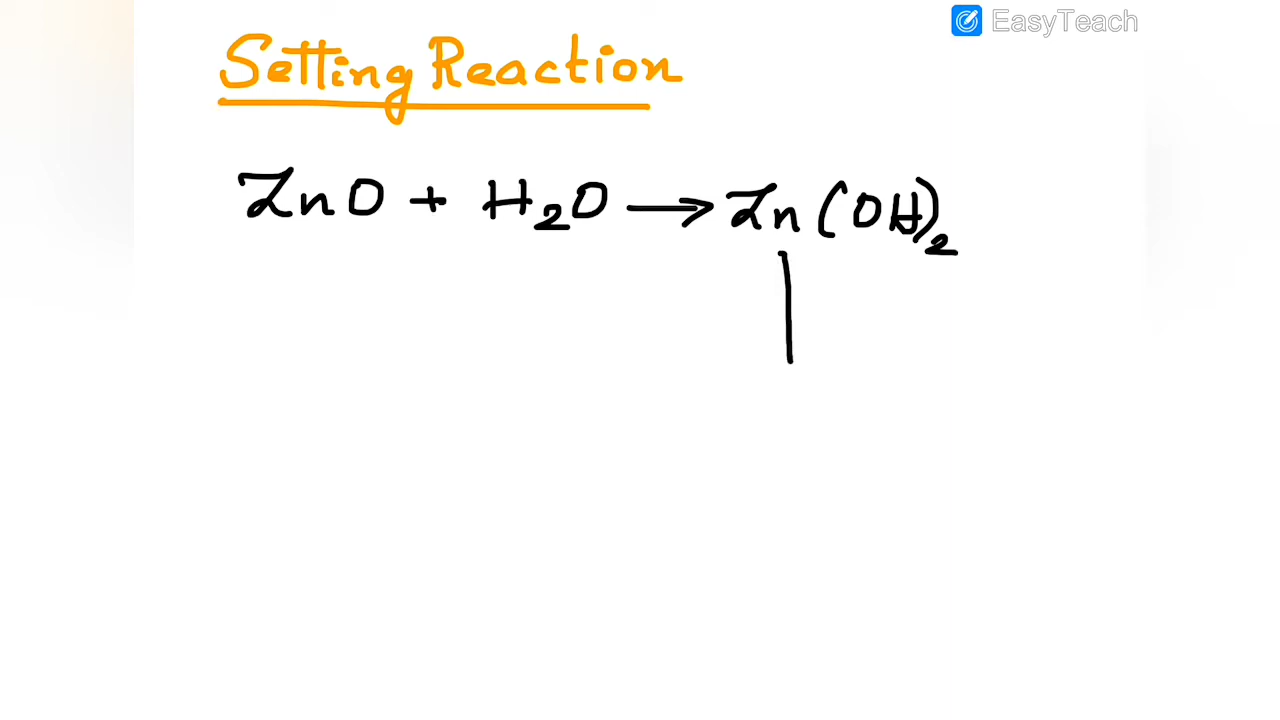 EasyTeach
Setting Reaction
ZnO + H₂O → Zn(OH)₂